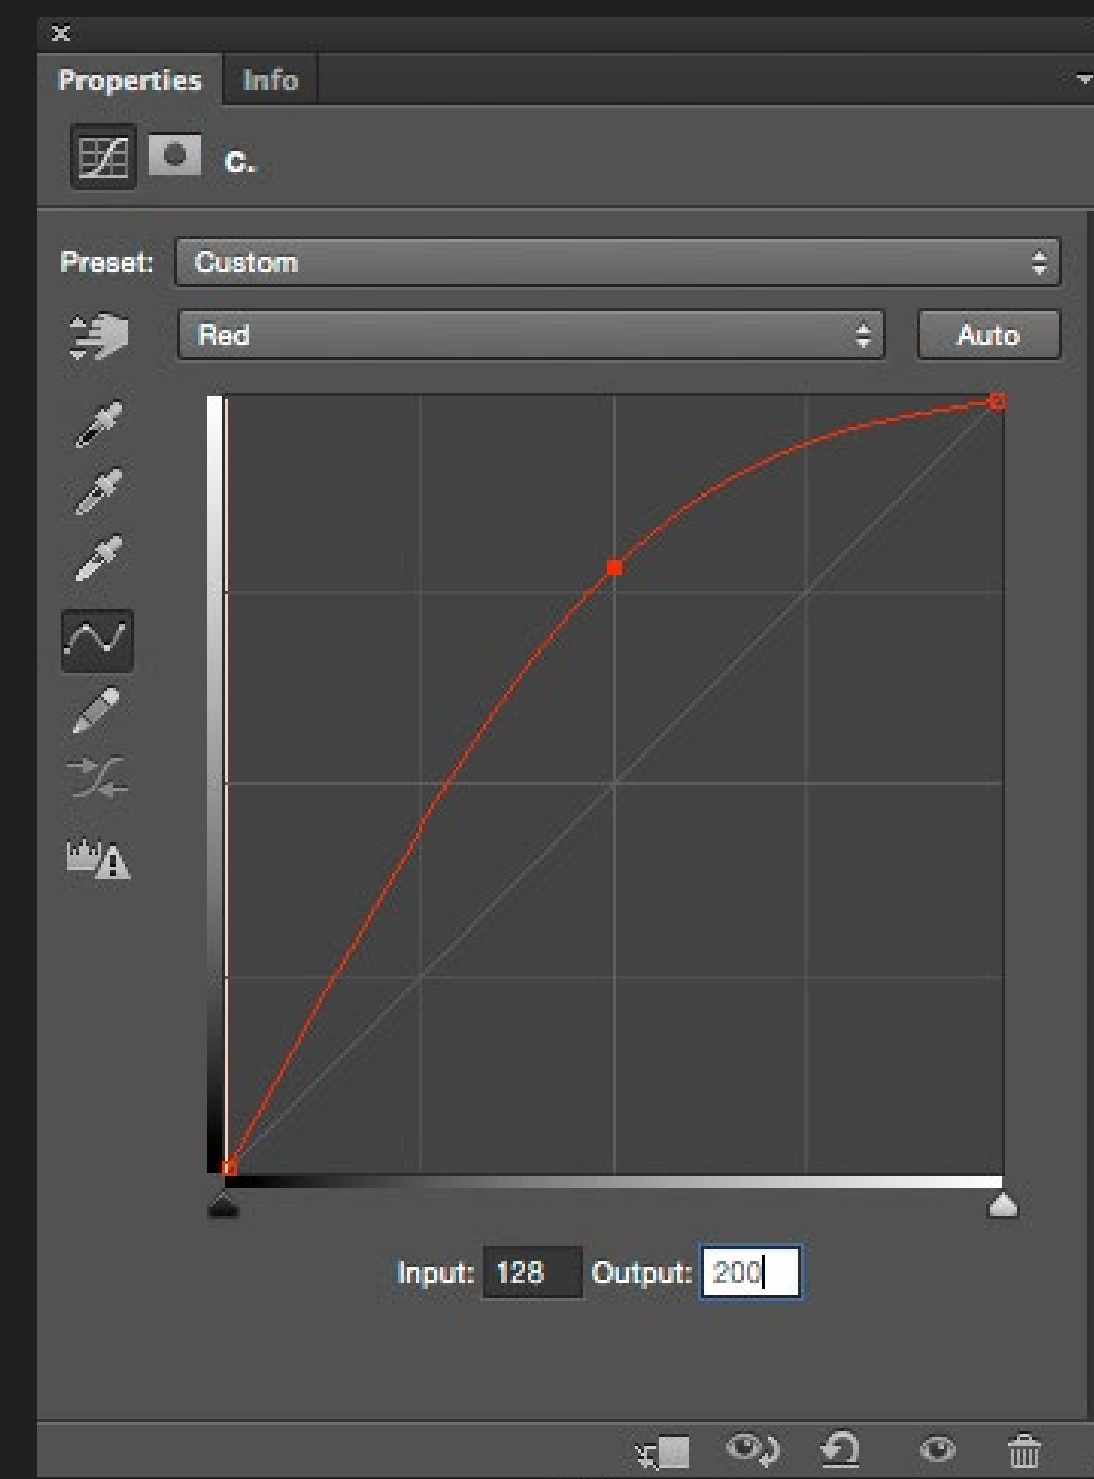 Properties Info
C.
Preset: Custom
Red Auto
Input: 128 Output: 200